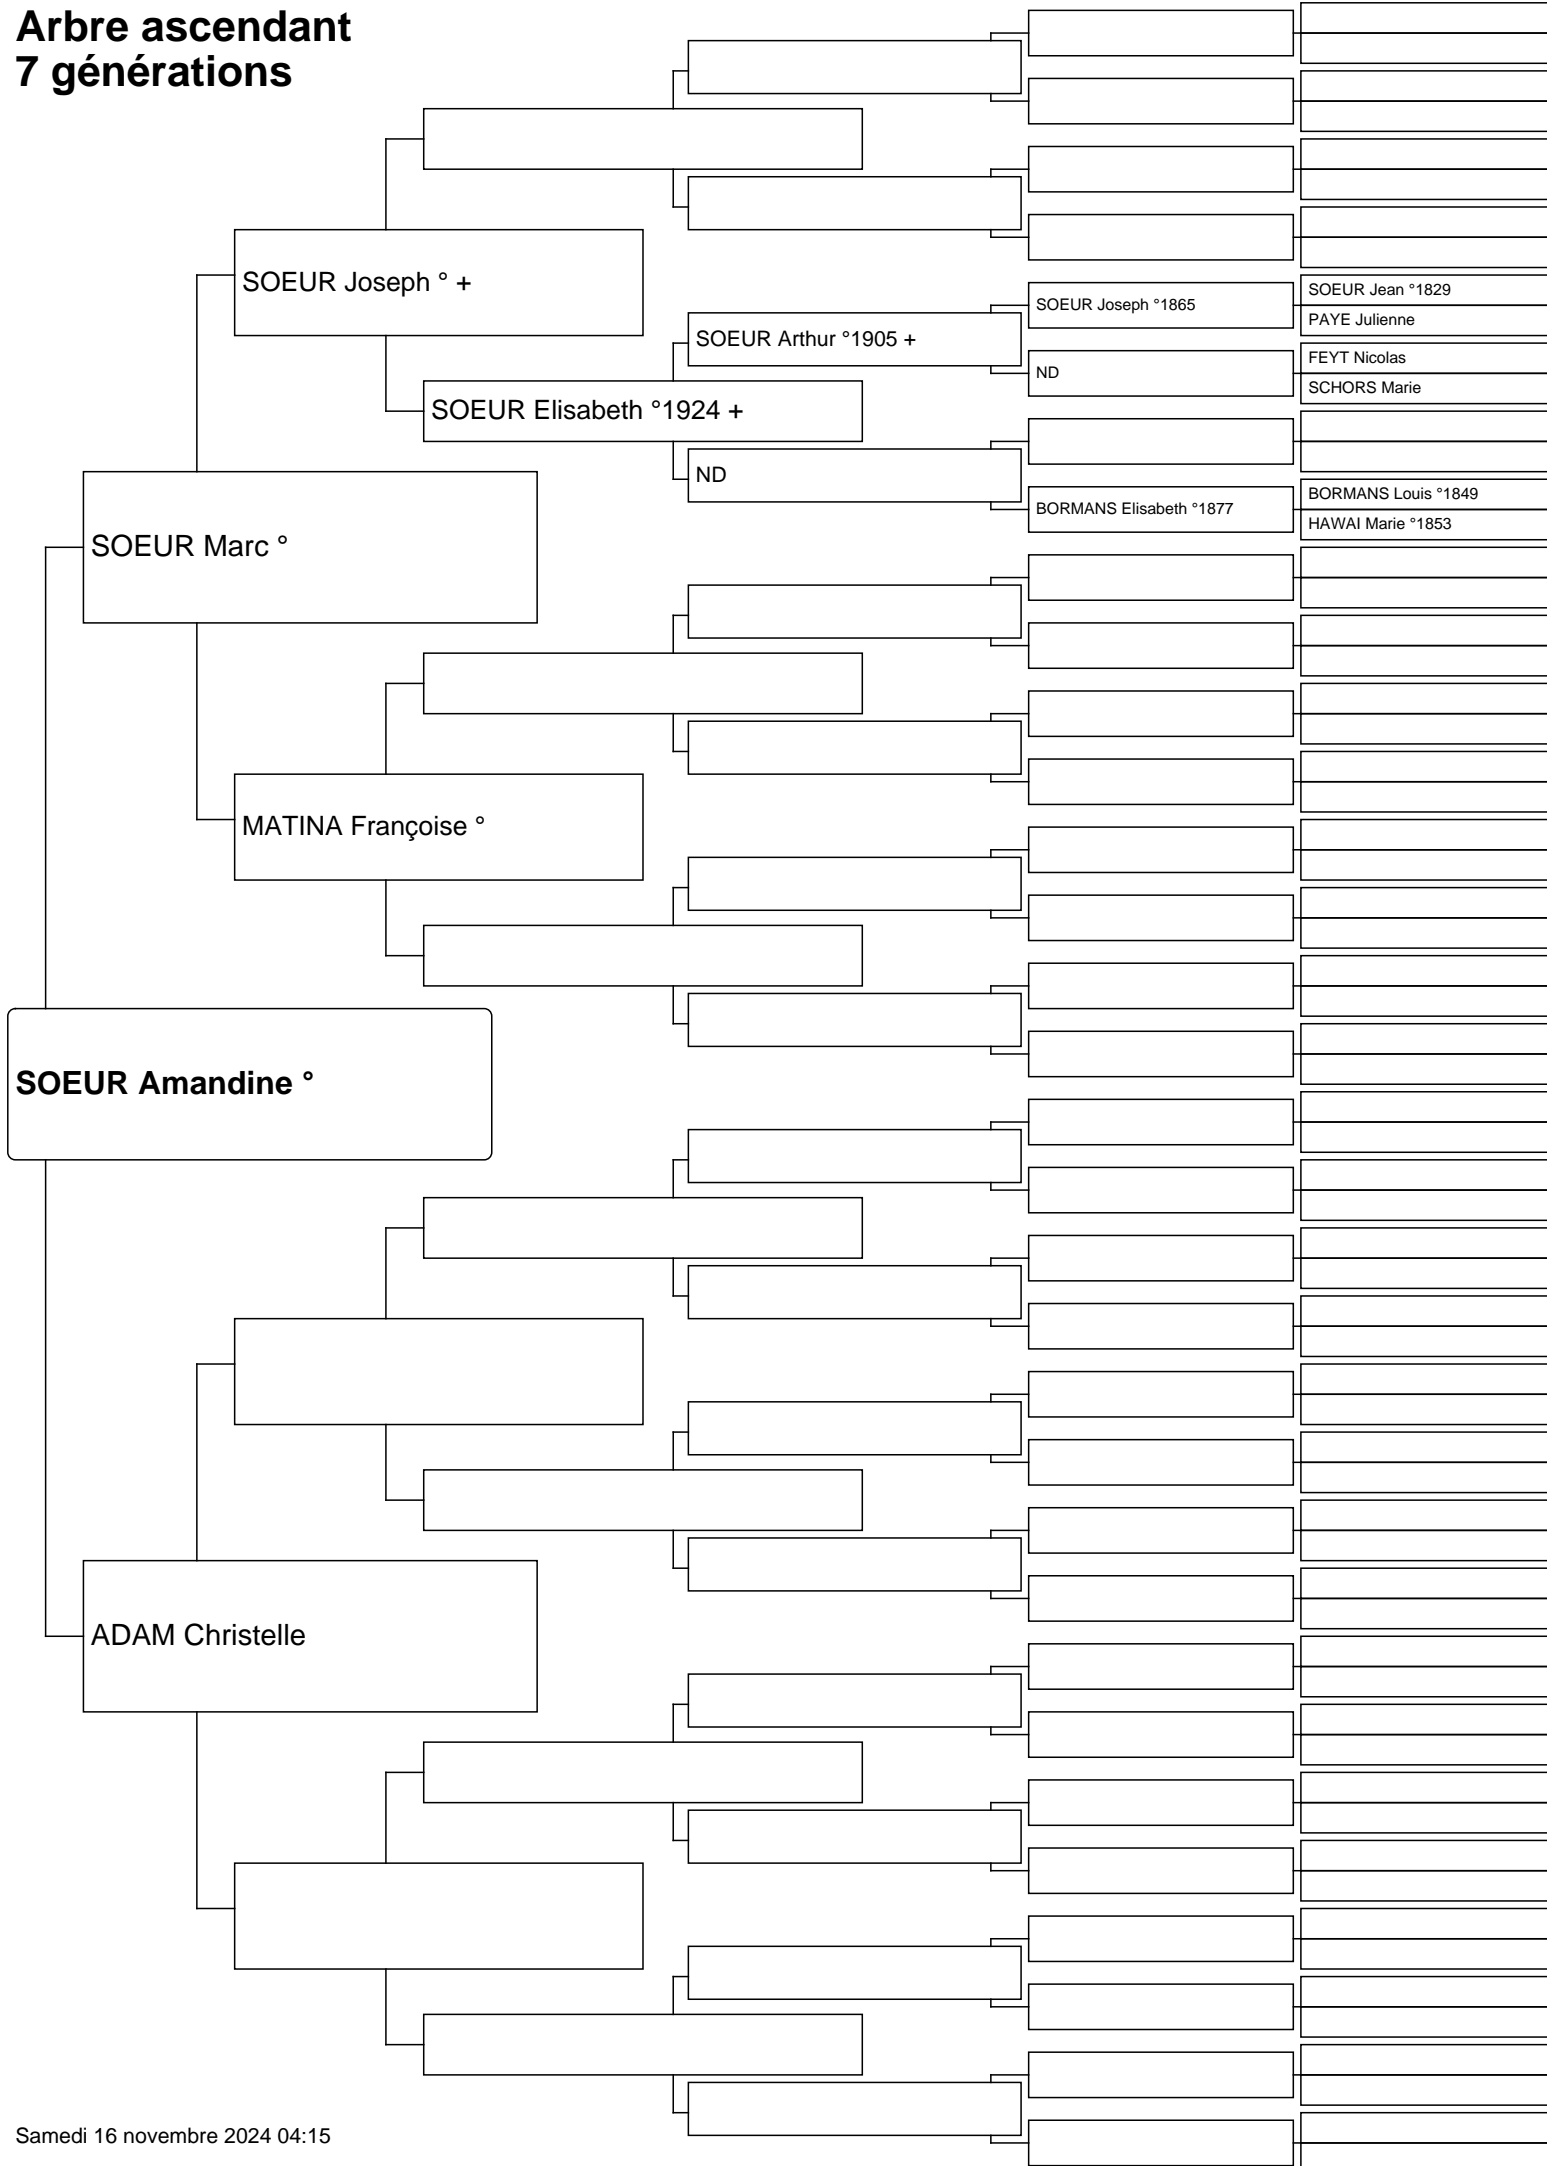 Arbre ascendant
7 générations
SOEUR Joseph ° +
SOEUR Jean °1829
SOEUR Joseph °1865
PAYE Julienne
SOEUR Arthur °1905 +
FEYT Nicolas
ND
SCHORS Marie
SOEUR Elisabeth °1924 +
ND
BORMANS Louis °1849
BORMANS Elisabeth °1877
HAWAI Marie °1853
SOEUR Marc °
MATINA Françoise °
SOEUR Amandine °
ADAM Christelle
Samedi 16 novembre 2024 04:15